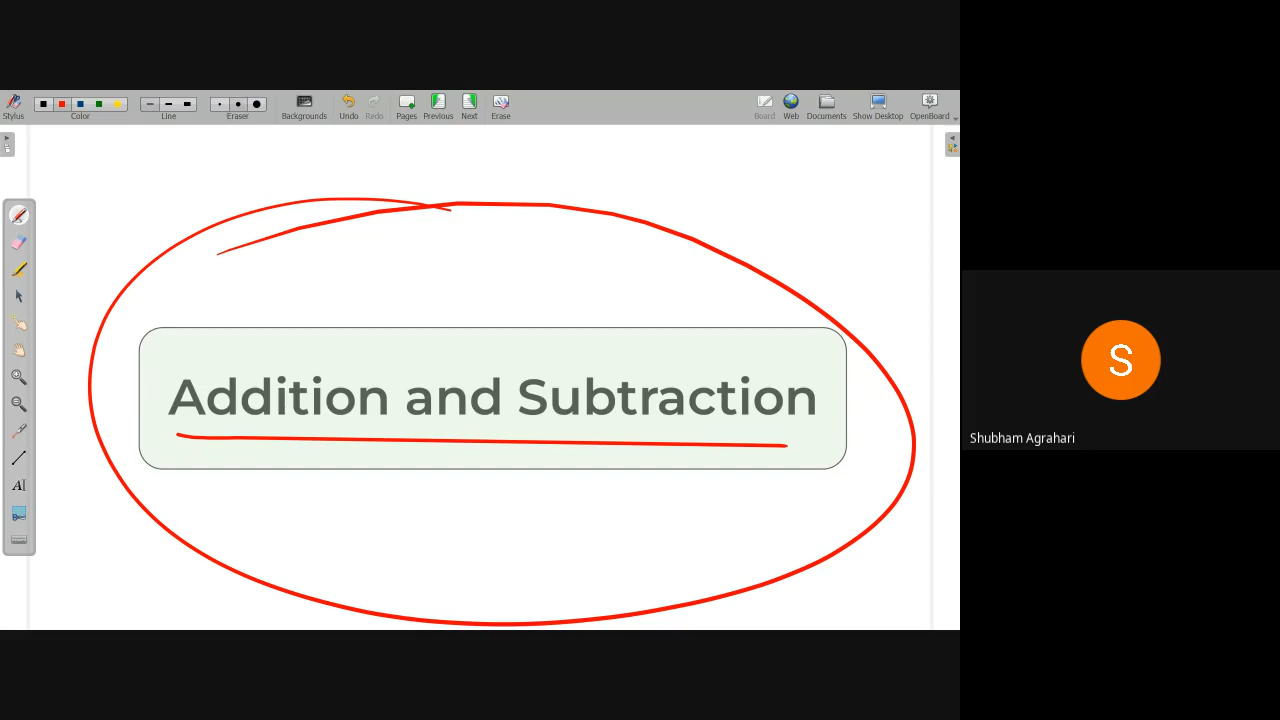 Stylus Color Line Eraser Backgrounds Undo Redo Pages Previous Next Erase Board Web Documents Show Desktop OpenBoard
Addition and Subtraction
AI
S
Shubham Agrahari